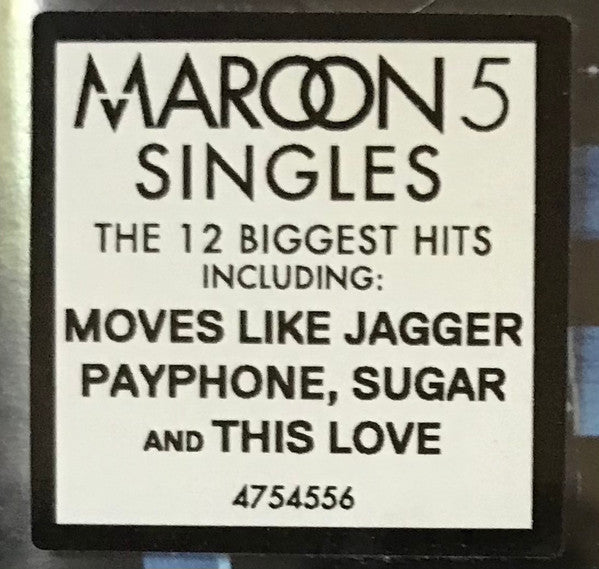 MAROON 5
SINGLES
THE 12 BIGGEST HITS
INCLUDING:
MOVES LIKE JAGGER
PAYPHONE, SUGAR
AND THIS LOVE
4754556